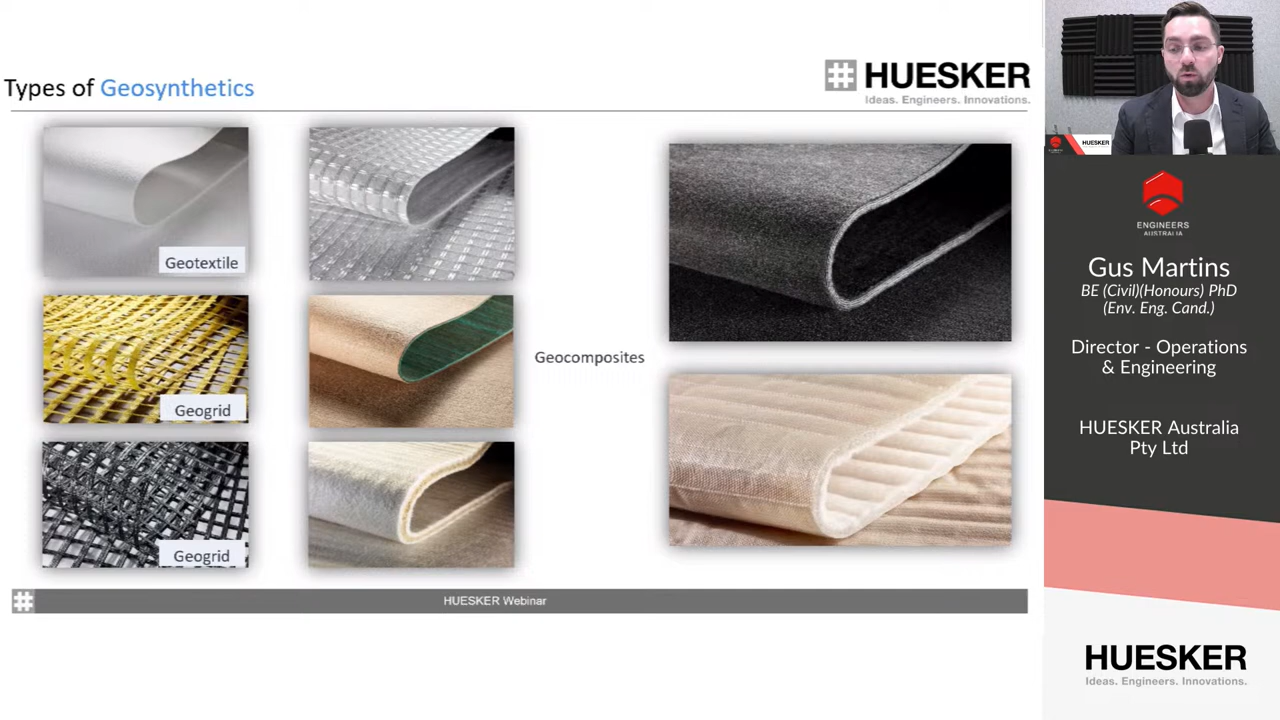 Types of Geosynthetics
HUESKER
Ideas. Engineers. Innovations.
Geotextile
Geogrid
Geogrid
Geocomposites
HUESKER Webinar
HUESKER
ENGINEERS
AUSTRALIA
Gus Martins
BE (Civil)(Honours) PhD
(Env. Eng. Cand.)
Director - Operations
& Engineering
HUESKER Australia
Pty Ltd
HUESKER
Ideas. Engineers. Innovations.